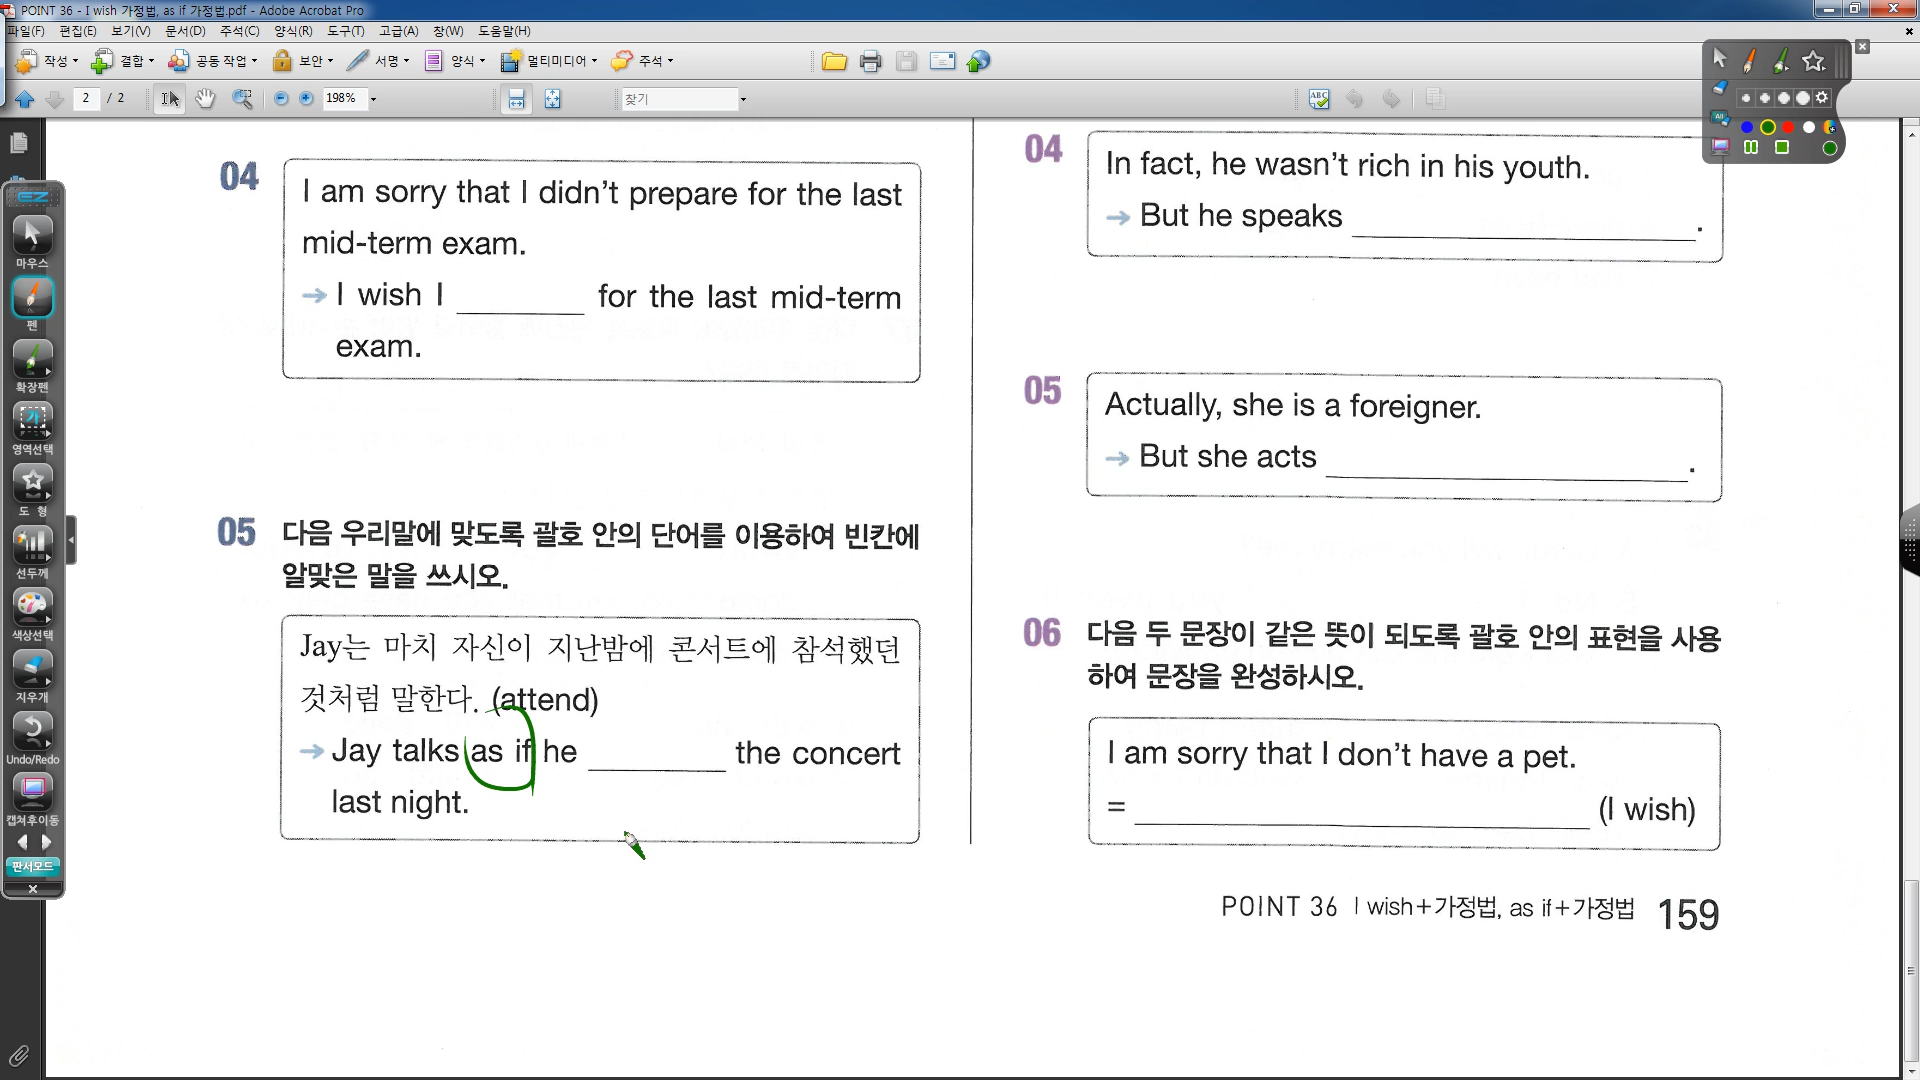 POINT 36 - I wish 가정법, as if 가정법.pdf - Adobe Acrobat Pro
파일(F) 편집(E) 보기(V) 문서(D) 주석(C) 양식(R) 도구(T) 고급(A) 창(W) 도움말(H)
작성 결합 공동 작업 보안 서명 양식 멀티미디어 주석
2 / 2 198% 찾기
04
I am sorry that I didn't prepare for the last
mid-term exam.
→ I wish I ________ for the last mid-term
exam.
05 다음 우리말에 맞도록 괄호 안의 단어를 이용하여 빈칸에
알맞은 말을 쓰시오.
Jay는 마치 자신이 지난밤에 콘서트에 참석했던
것처럼 말한다. (attend)
→ Jay talks as if he ________ the concert
last night.
04
In fact, he wasn't rich in his youth.
→ But he speaks ________.
05
Actually, she is a foreigner.
→ But she acts ________.
06 다음 두 문장이 같은 뜻이 되도록 괄호 안의 표현을 사용
하여 문장을 완성하시오.
I am sorry that I don't have a pet.
= ________ (I wish)
POINT 36 I wish+가정법, as if+가정법 159
EZ
마우스
펜
확장펜
영역선택
도 형
선두께
색상선택
지우개
Undo/Redo
캡쳐후이동
판서모드
ABC
All